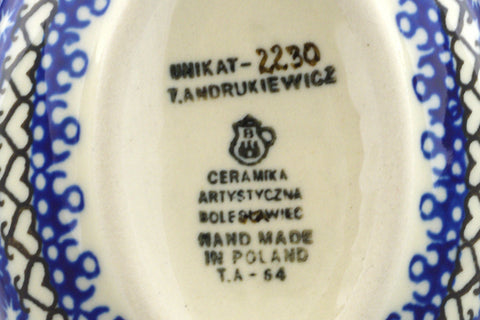 UNIKAT-2230
T.ANDRUKIEWICZ
B
CERAMIKA
ARTYSTYCZNA
BOLESŁAWIEC
HAND MADE
IN POLAND
T.A-64